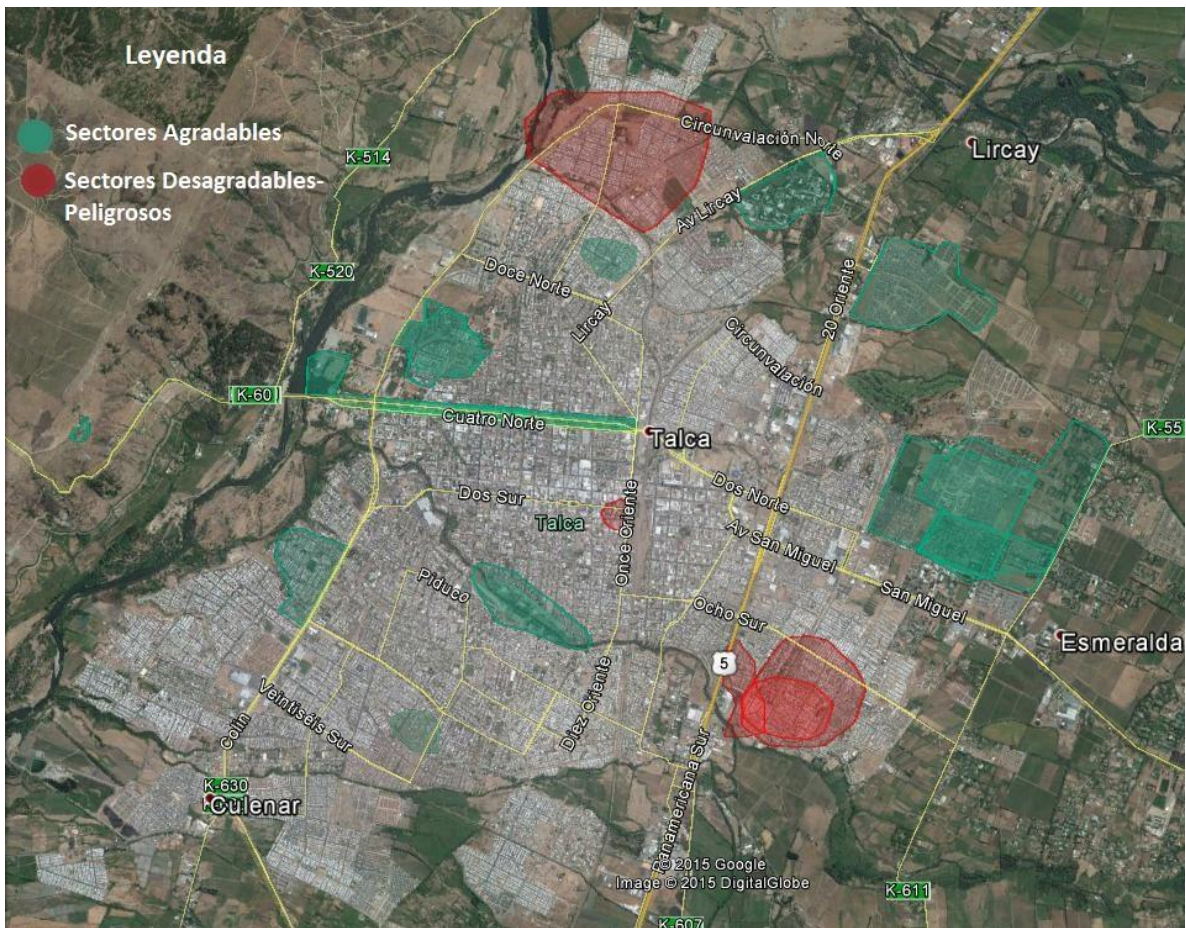 Leyenda
Sectores Agradables
Sectores Desagradables-
Peligrosos
K-514
Circunvalación Norte
Lircay
Av Lircay
K-520
Doce Norte
20 Oriente
Lircay
Circunvalación
K-60
Cuatro Norte
Talca
K-55
Dos Sur
Dos Norte
Talca
Once Oriente
Av San Miguel
Piduco
San Miguel
Ocho Sur
Esmeralda
5
Diez Oriente
Veintiséis Sur
Colin
Panamericana Sur
K-630
Culenar
© 2015 Google
Image © 2015 DigitalGlobe
K-611
K-607